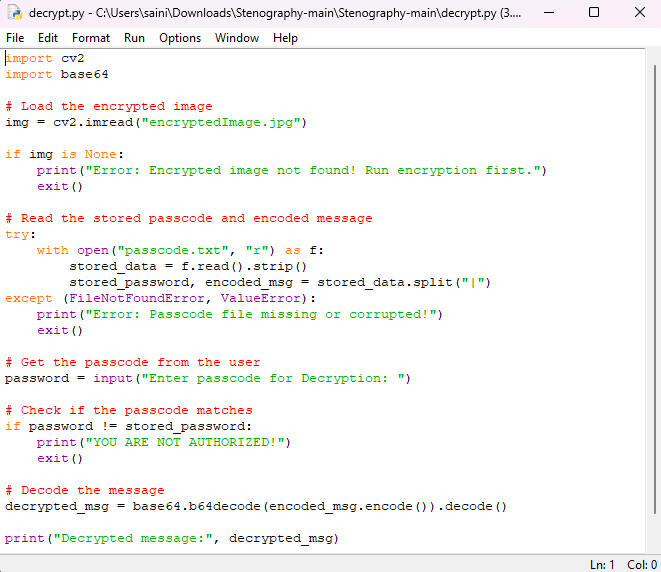 decrypt.py - C:\Users\saini\Downloads\Stenography-main\Stenography-main\decrypt.py (3....
File Edit Format Run Options Window Help
import cv2
import base64

# Load the encrypted image
img = cv2.imread("encryptedImage.jpg")

if img is None:
    print("Error: Encrypted image not found! Run encryption first.")
    exit()

# Read the stored passcode and encoded message
try:
    with open("passcode.txt", "r") as f:
        stored_data = f.read().strip()
        stored_password, encoded_msg = stored_data.split("|")
except (FileNotFoundError, ValueError):
    print("Error: Passcode file missing or corrupted!")
    exit()

# Get the passcode from the user
password = input("Enter passcode for Decryption: ")

# Check if the passcode matches
if password != stored_password:
    print("YOU ARE NOT AUTHORIZED!")
    exit()

# Decode the message
decrypted_msg = base64.b64decode(encoded_msg.encode()).decode()

print("Decrypted message:", decrypted_msg)
Ln: 1 Col: 0